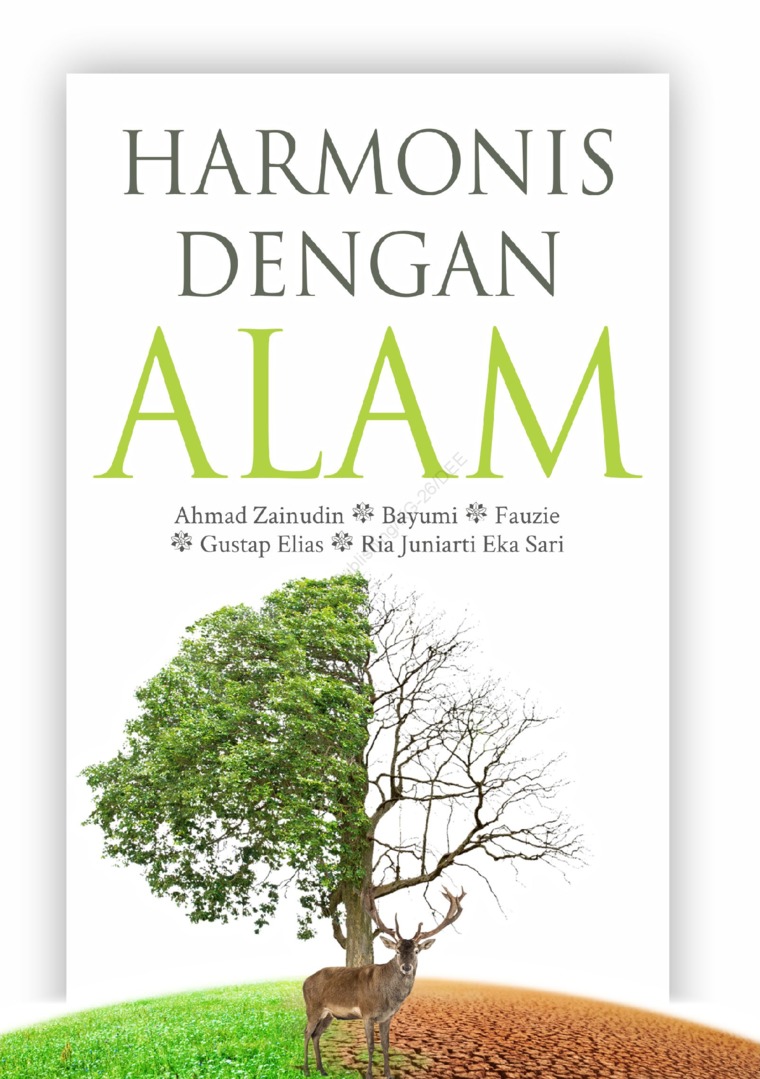 HARMONIS
DENGAN
ALAM
Ahmad Zainudin ❉ Bayumi ❉ Fauzie
❉ Gustap Elias ❉ Ria Juniarti Eka Sari